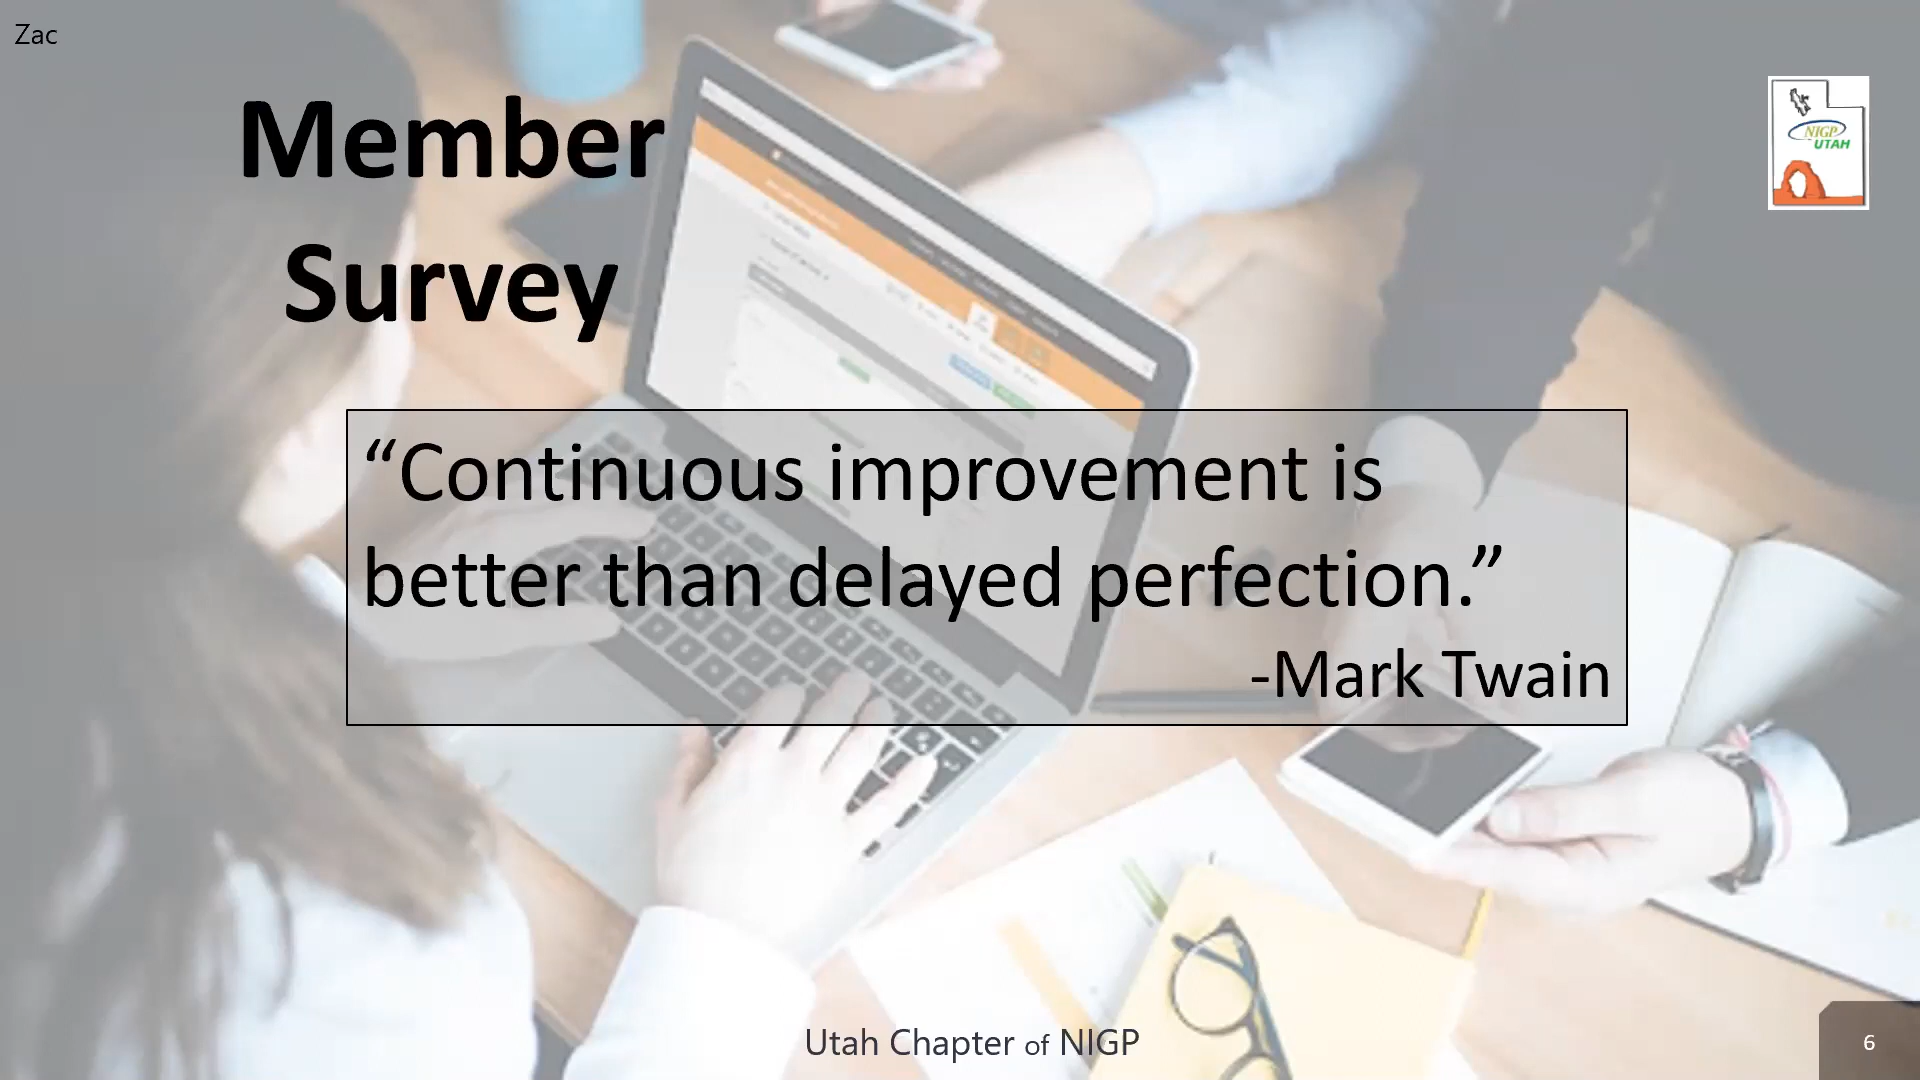 Zac
Member
Survey
NIGP
UTAH
“Continuous improvement is
better than delayed perfection.”
-Mark Twain
Utah Chapter of NIGP
6